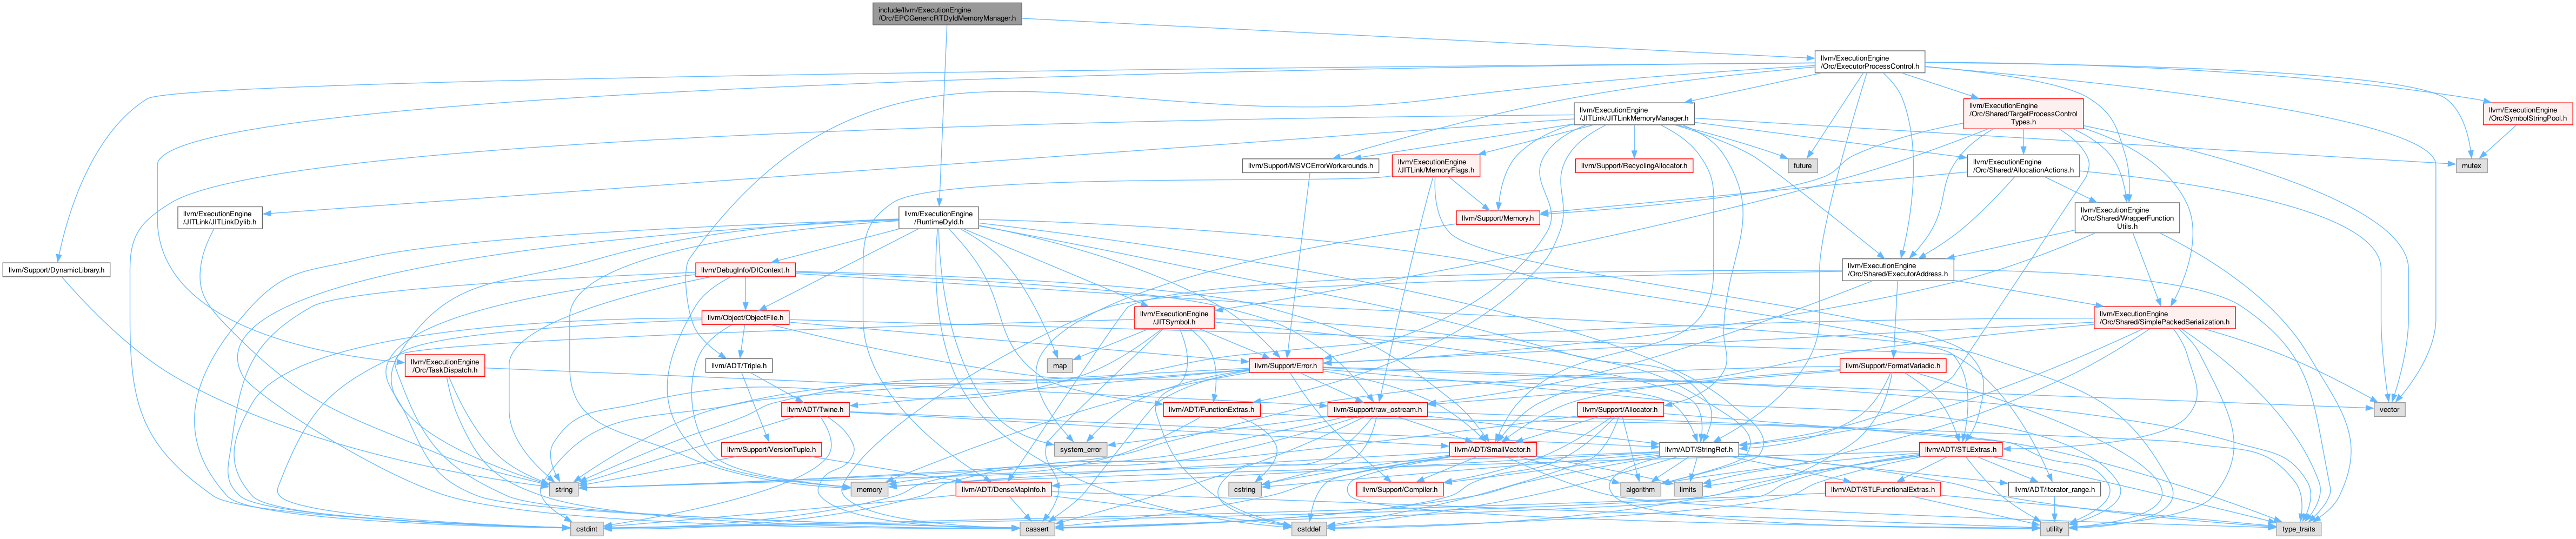 include/llvm/ExecutionEngine
/Orc/EPCGenericRTDyldMemoryManager.h
llvm/ExecutionEngine
/Orc/ExecutorProcessControl.h
llvm/ExecutionEngine
/JITLink/JITLinkMemoryManager.h
llvm/ExecutionEngine
/Orc/Shared/TargetProcessControl
Types.h
llvm/ExecutionEngine
/Orc/SymbolStringPool.h
llvm/Support/MSVCErrorWorkarounds.h
llvm/ExecutionEngine
/JITLink/MemoryFlags.h
llvm/Support/RecyclingAllocator.h
future
llvm/ExecutionEngine
/Orc/Shared/AllocationActions.h
mutex
llvm/ExecutionEngine
/JITLink/JITLinkDylib.h
llvm/ExecutionEngine
/RuntimeDyld.h
llvm/Support/Memory.h
llvm/ExecutionEngine
/Orc/Shared/WrapperFunction
Utils.h
llvm/Support/DynamicLibrary.h
llvm/DebugInfo/DIContext.h
llvm/ExecutionEngine
/Orc/Shared/ExecutorAddress.h
llvm/Object/ObjectFile.h
llvm/ExecutionEngine
/JITSymbol.h
llvm/ExecutionEngine
/Orc/Shared/SimplePackedSerialization.h
llvm/ExecutionEngine
/Orc/TaskDispatch.h
llvm/ADT/Triple.h
map
llvm/Support/Error.h
llvm/Support/FormatVariadic.h
llvm/ADT/Twine.h
llvm/ADT/FunctionExtras.h
llvm/Support/raw_ostream.h
llvm/Support/Allocator.h
vector
llvm/Support/VersionTuple.h
system_error
llvm/ADT/SmallVector.h
llvm/ADT/StringRef.h
llvm/ADT/STLExtras.h
string
memory
llvm/ADT/DenseMapInfo.h
cstring
llvm/Support/Compiler.h
algorithm
limits
llvm/ADT/STLFunctionalExtras.h
llvm/ADT/iterator_range.h
cstdint
cassert
cstddef
utility
type_traits